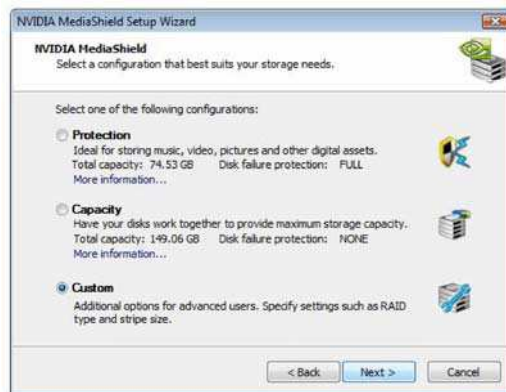 NVIDIA MediaShield Setup Wizard
NVIDIA MediaShield
Select a configuration that best suits your storage needs.
Select one of the following configurations:
Protection
Ideal for storing music, video, pictures and other digital assets.
Total capacity: 74.53 GB Disk failure protection: FULL
More information...
Capacity
Have your disks work together to provide maximum storage capacity.
Total capacity: 149.06 GB Disk failure protection: NONE
More information...
Custom
Additional options for advanced users. Specify settings such as RAID
type and stripe size.
< Back Next > Cancel